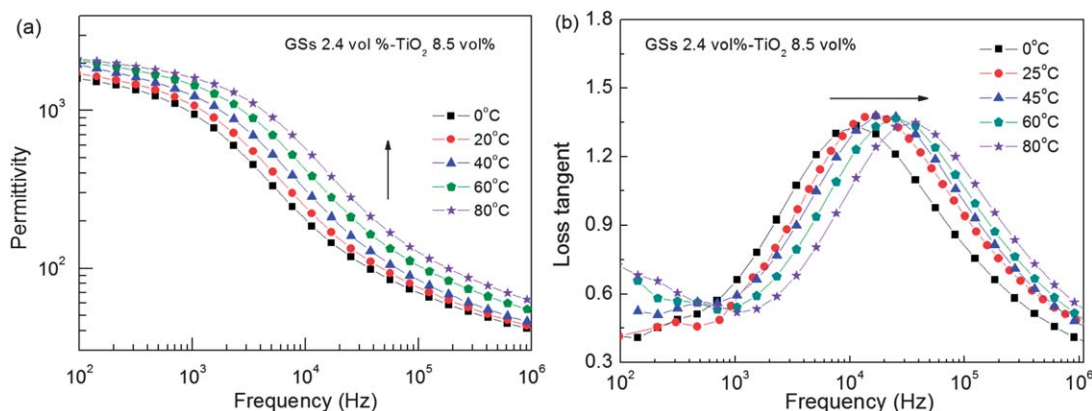 (a)
GSs 2.4 vol %-TiO₂ 8.5 vol%
0°C
20°C
40°C
60°C
80°C
Permittivity
10³
10²
10² 10³ 10⁴ 10⁵ 10⁶
Frequency (Hz)
(b)
GSs 2.4 vol%-TiO₂ 8.5 vol%
0°C
25°C
45°C
60°C
80°C
Loss tangent
1.8
1.5
1.2
0.9
0.6
0.3
10² 10³ 10⁴ 10⁵ 10⁶
Frequency (Hz)